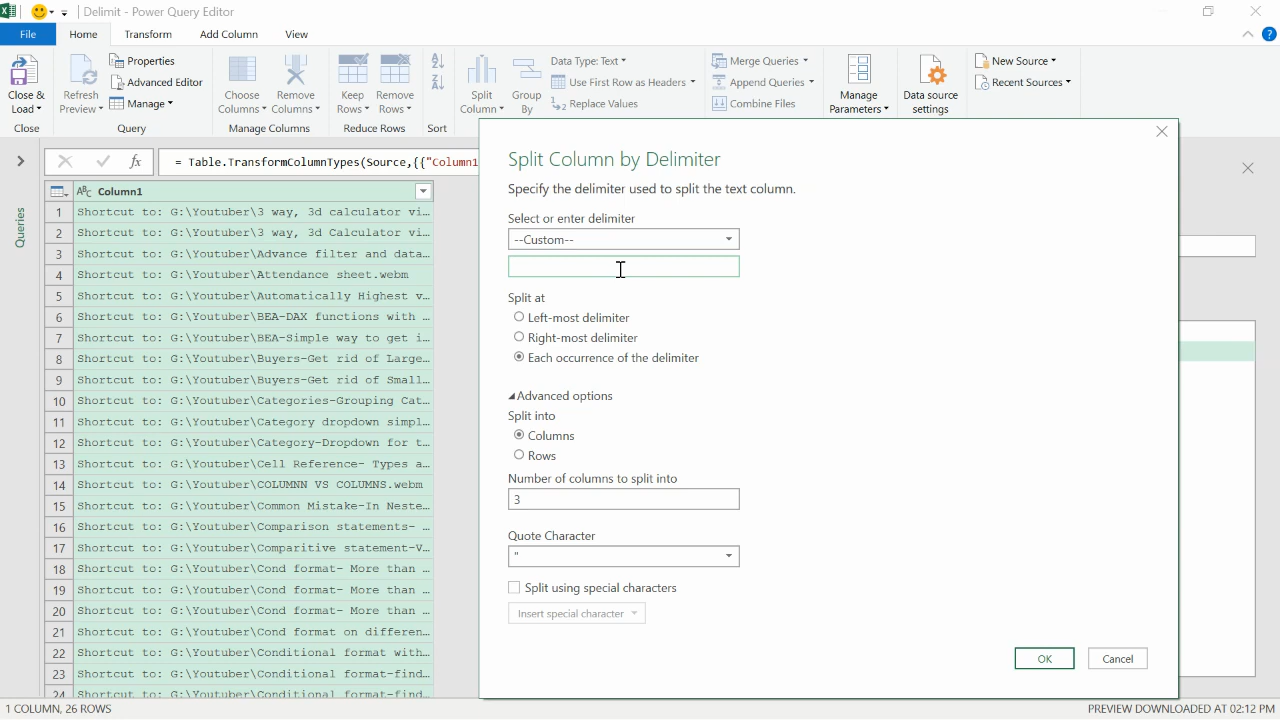 Delimit - Power Query Editor
File Home Transform Add Column View
Close & Load
Close
Refresh Preview
Properties
Advanced Editor
Manage
Query
Choose Columns
Remove Columns
Manage Columns
Keep Rows
Remove Rows
Reduce Rows
Sort
Split Column
Group By
Data Type: Text
Use First Row as Headers
Replace Values
Merge Queries
Append Queries
Combine Files
Manage Parameters
Data source settings
New Source
Recent Sources
fx = Table.TransformColumnTypes(Source,{{"Column1
Queries
Column1
1 Shortcut to: G:\Youtuber\3 way, 3d calculator vi…
2 Shortcut to: G:\Youtuber\3 way, 3d Calculator vi…
3 Shortcut to: G:\Youtuber\Advance filter and data…
4 Shortcut to: G:\Youtuber\Attendance sheet.webm
5 Shortcut to: G:\Youtuber\Automatically Highest v…
6 Shortcut to: G:\Youtuber\BEA-DAX functions with …
7 Shortcut to: G:\Youtuber\BEA-Simple way to get i…
8 Shortcut to: G:\Youtuber\Buyers-Get rid of Large…
9 Shortcut to: G:\Youtuber\Buyers-Get rid of Small…
10 Shortcut to: G:\Youtuber\Categories-Grouping Cat…
11 Shortcut to: G:\Youtuber\Category dropdown simpl…
12 Shortcut to: G:\Youtuber\Category-Dropdown for t…
13 Shortcut to: G:\Youtuber\Cell Reference- Types a…
14 Shortcut to: G:\Youtuber\COLUMNN VS COLUMNS.webm
15 Shortcut to: G:\Youtuber\Common Mistake-In Neste…
16 Shortcut to: G:\Youtuber\Comparison statements- …
17 Shortcut to: G:\Youtuber\Comparitive statement-V…
18 Shortcut to: G:\Youtuber\Cond format- More than …
19 Shortcut to: G:\Youtuber\Cond format- More than …
20 Shortcut to: G:\Youtuber\Cond format- More than …
21 Shortcut to: G:\Youtuber\Cond format on differen…
22 Shortcut to: G:\Youtuber\Conditional format with…
23 Shortcut to: G:\Youtuber\Conditional format-find…
24 Shortcut to: G:\Youtuber\Conditional format-find…
Split Column by Delimiter
Specify the delimiter used to split the text column.
Select or enter delimiter
--Custom--
Split at
Left-most delimiter
Right-most delimiter
Each occurrence of the delimiter
Advanced options
Split into
Columns
Rows
Number of columns to split into
3
Quote Character
"
Split using special characters
Insert special character
OK Cancel
1 COLUMN, 26 ROWS
PREVIEW DOWNLOADED AT 02:12 PM